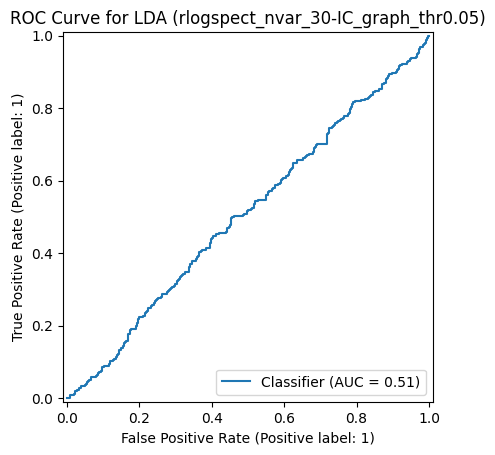 ROC Curve for LDA (rlogspect_nvar_30-IC_graph_thr0.05)
1.0
0.8
0.6
0.4
0.2
0.0
True Positive Rate (Positive label: 1)
Classifier (AUC = 0.51)
0.0 0.2 0.4 0.6 0.8 1.0
False Positive Rate (Positive label: 1)